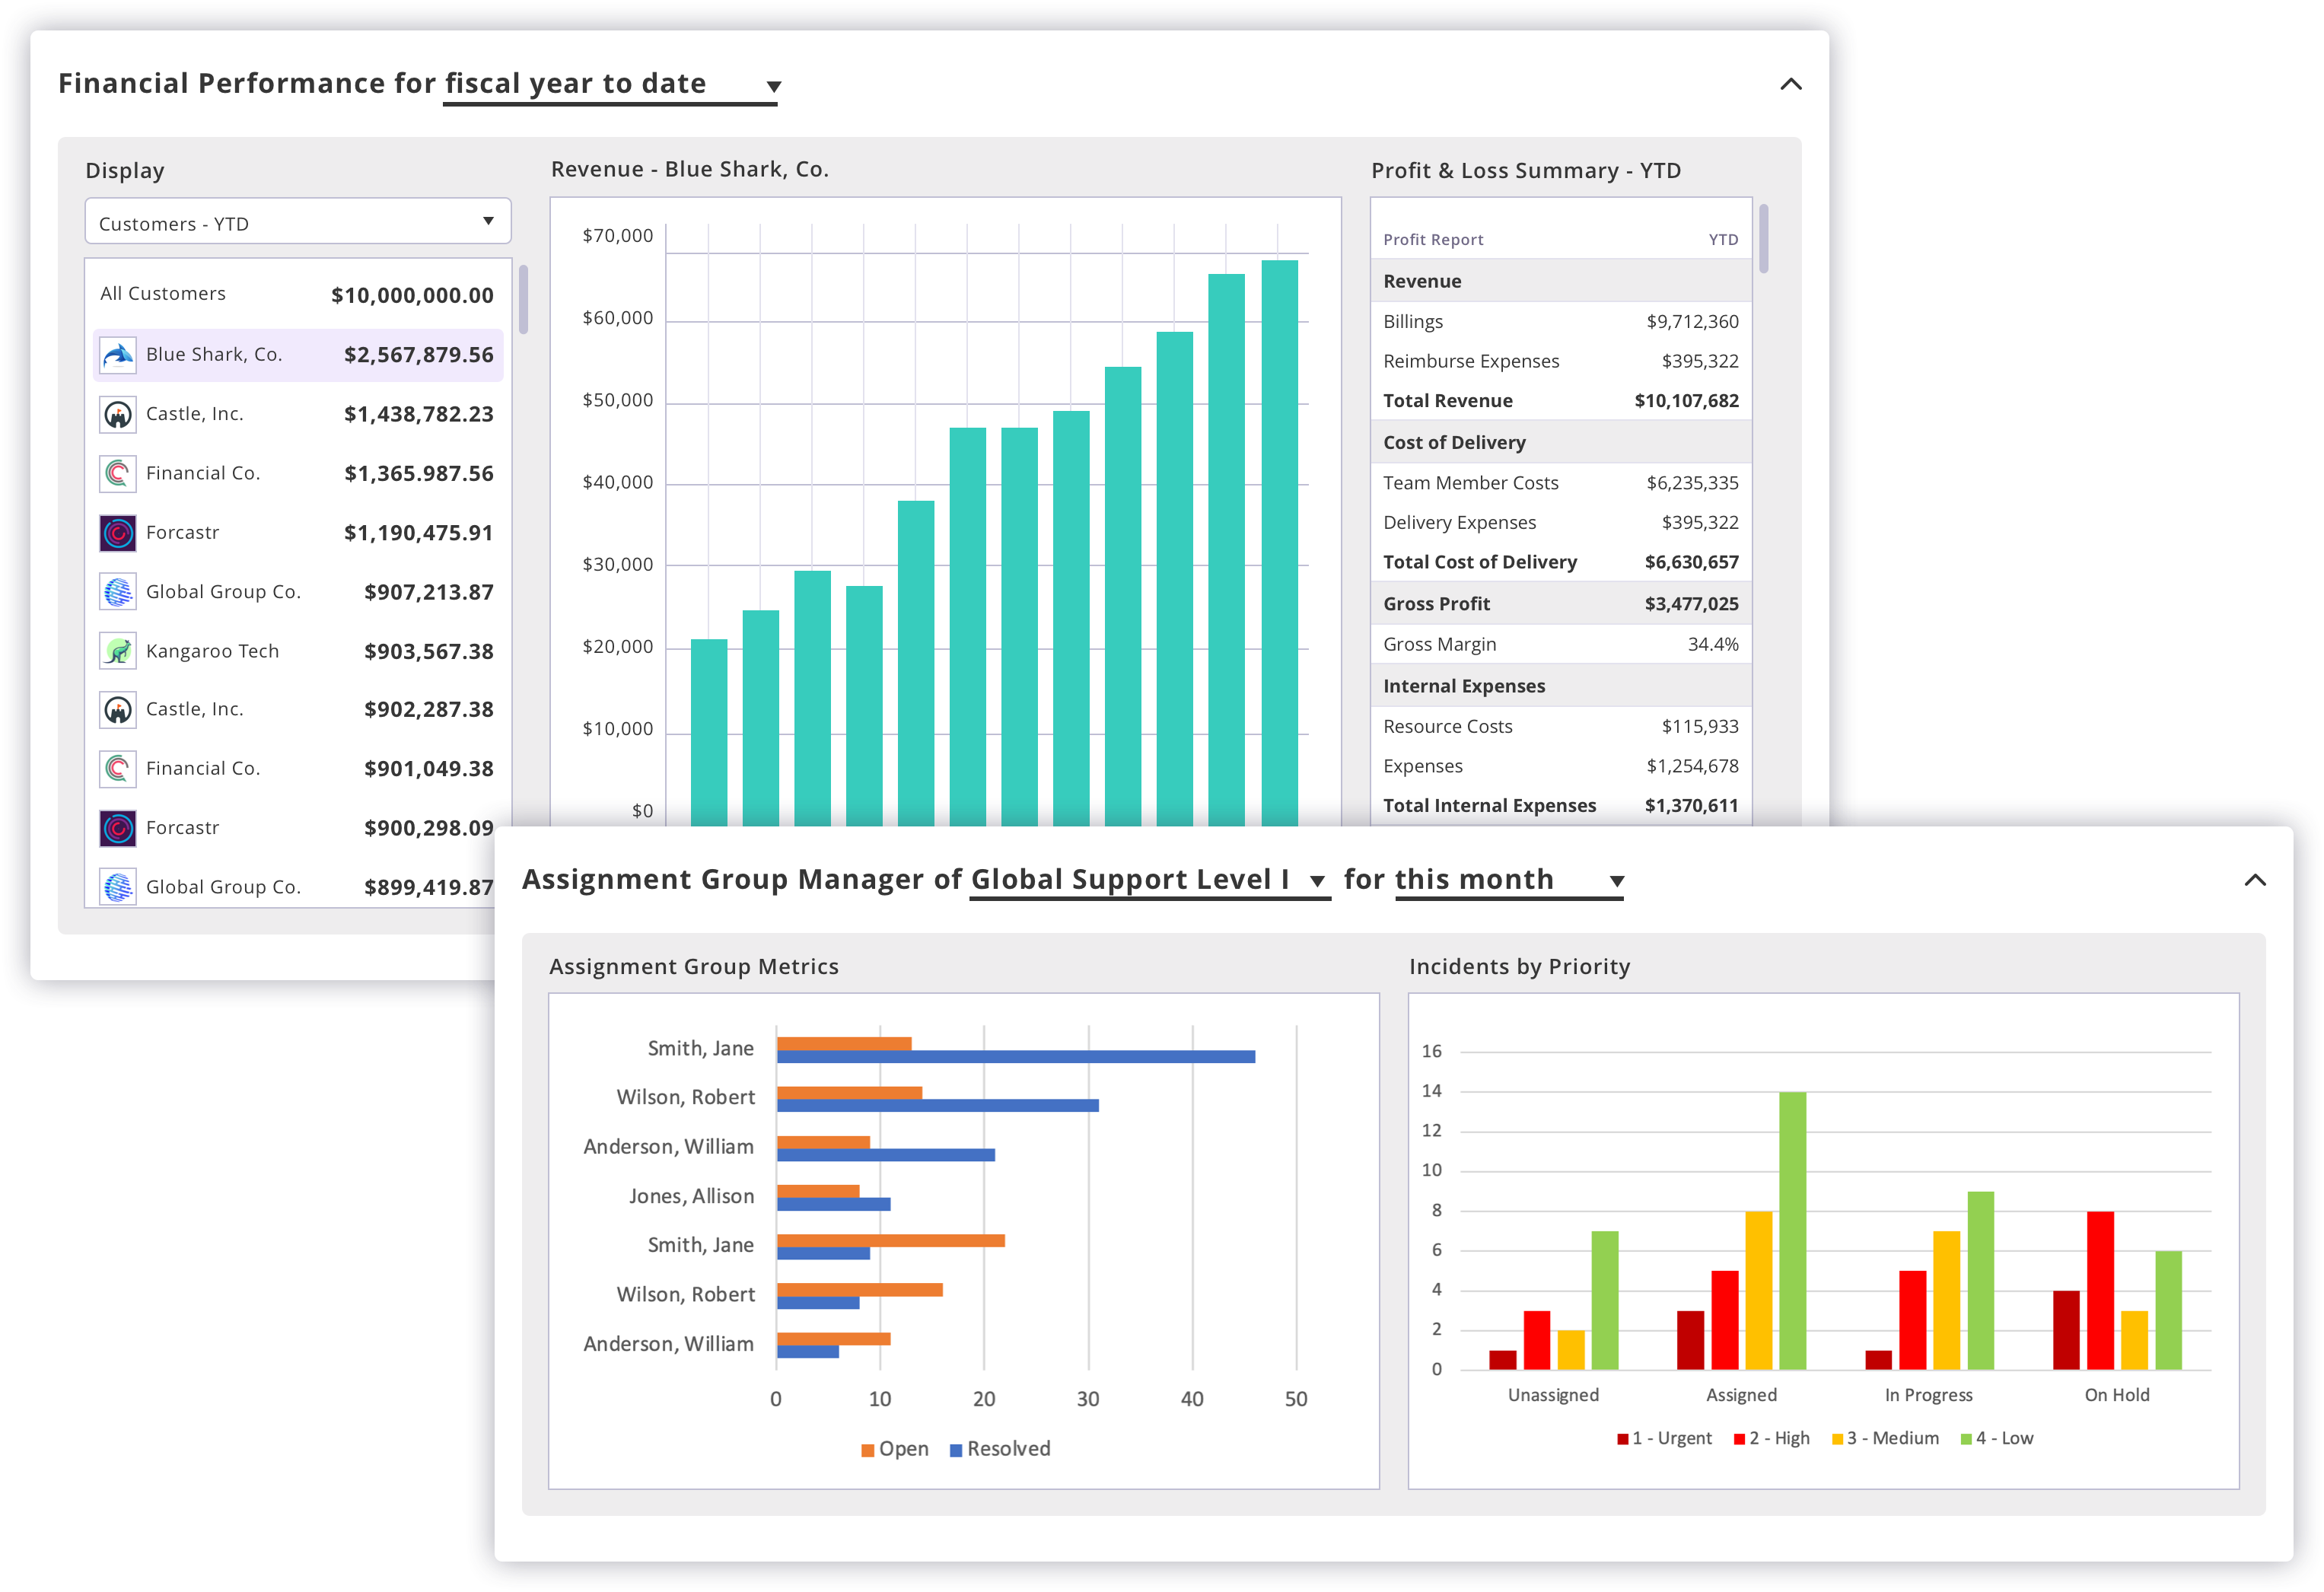 Financial Performance for fiscal year to date
Display
Customers - YTD
All Customers $10,000,000.00
Blue Shark, Co. $2,567,879.56
Castle, Inc. $1,438,782.23
Financial Co. $1,365.987.56
Forcastr $1,190,475.91
Global Group Co. $907,213.87
Kangaroo Tech $903,567.38
Castle, Inc. $902,287.38
Financial Co. $901,049.38
Forcastr $900,298.09
Global Group Co. $899,419.87
Revenue - Blue Shark, Co.
$70,000
$60,000
$50,000
$40,000
$30,000
$20,000
$10,000
$0
Profit & Loss Summary - YTD
Profit Report YTD
Revenue
Billings $9,712,360
Reimburse Expenses $395,322
Total Revenue $10,107,682
Cost of Delivery
Team Member Costs $6,235,335
Delivery Expenses $395,322
Total Cost of Delivery $6,630,657
Gross Profit $3,477,025
Gross Margin 34.4%
Internal Expenses
Resource Costs $115,933
Expenses $1,254,678
Total Internal Expenses $1,370,611
Assignment Group Manager of Global Support Level I for this month
Assignment Group Metrics
Smith, Jane
Wilson, Robert
Anderson, William
Jones, Allison
Smith, Jane
Wilson, Robert
Anderson, William
0 10 20 30 40 50
Open Resolved
Incidents by Priority
16
14
12
10
8
6
4
2
0
Unassigned Assigned In Progress On Hold
1 - Urgent 2 - High 3 - Medium 4 - Low